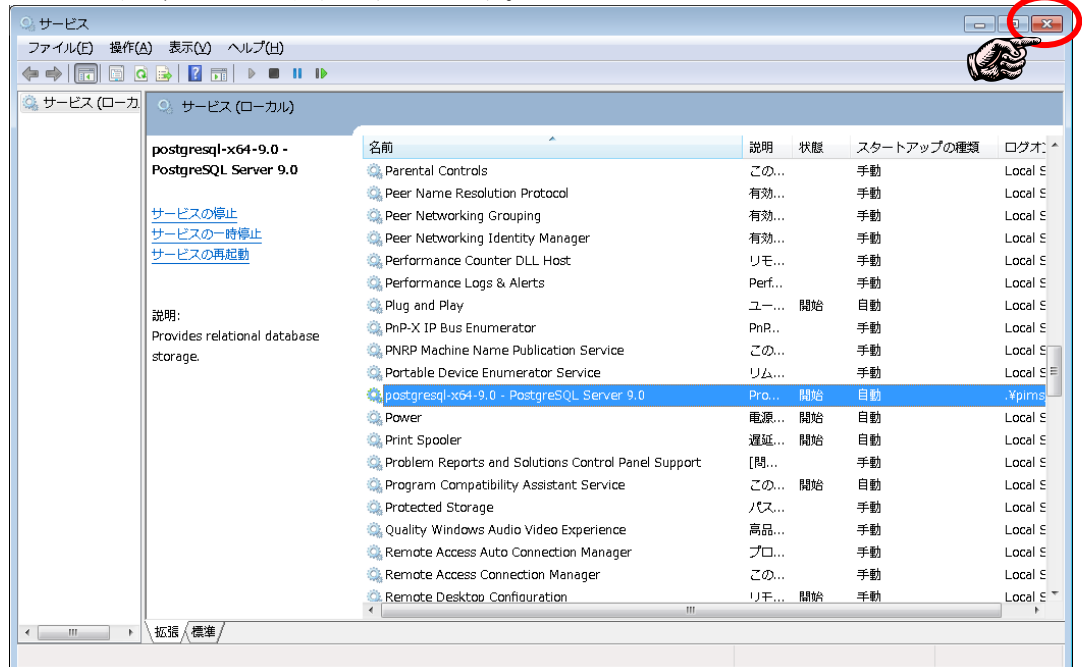 サービス
ファイル(F) 操作(A) 表示(V) ヘルプ(H)
サービス (ローカ
サービス (ローカル)
postgresql-x64-9.0 -
PostgreSQL Server 9.0
サービスの停止
サービスの一時停止
サービスの再起動
説明:
Provides relational database
storage.
名前 説明 状態 スタートアップの種類 ログオン
Parental Controls この... 手動 Local S
Peer Name Resolution Protocol 有効... 手動 Local S
Peer Networking Grouping 有効... 手動 Local S
Peer Networking Identity Manager 有効... 手動 Local S
Performance Counter DLL Host リモ... 手動 Local S
Performance Logs & Alerts Perf... 手動 Local S
Plug and Play ユー... 開始 自動 Local S
PnP-X IP Bus Enumerator PnP... 手動 Local S
PNRP Machine Name Publication Service この... 手動 Local S
Portable Device Enumerator Service リム... 手動 Local S
postgresql-x64-9.0 - PostgreSQL Server 9.0 Pro... 開始 自動 .¥pims
Power 電源... 開始 自動 Local S
Print Spooler 遅延... 開始 自動 Local S
Problem Reports and Solutions Control Panel Support [問... 手動 Local S
Program Compatibility Assistant Service この... 開始 自動 Local S
Protected Storage パス... 手動 Local S
Quality Windows Audio Video Experience 高品... 手動 Local S
Remote Access Auto Connection Manager プロ... 手動 Local S
Remote Access Connection Manager この... 手動 Local S
Remote Desktop Configuration リモ... 開始 手動 Local S
拡張 標準